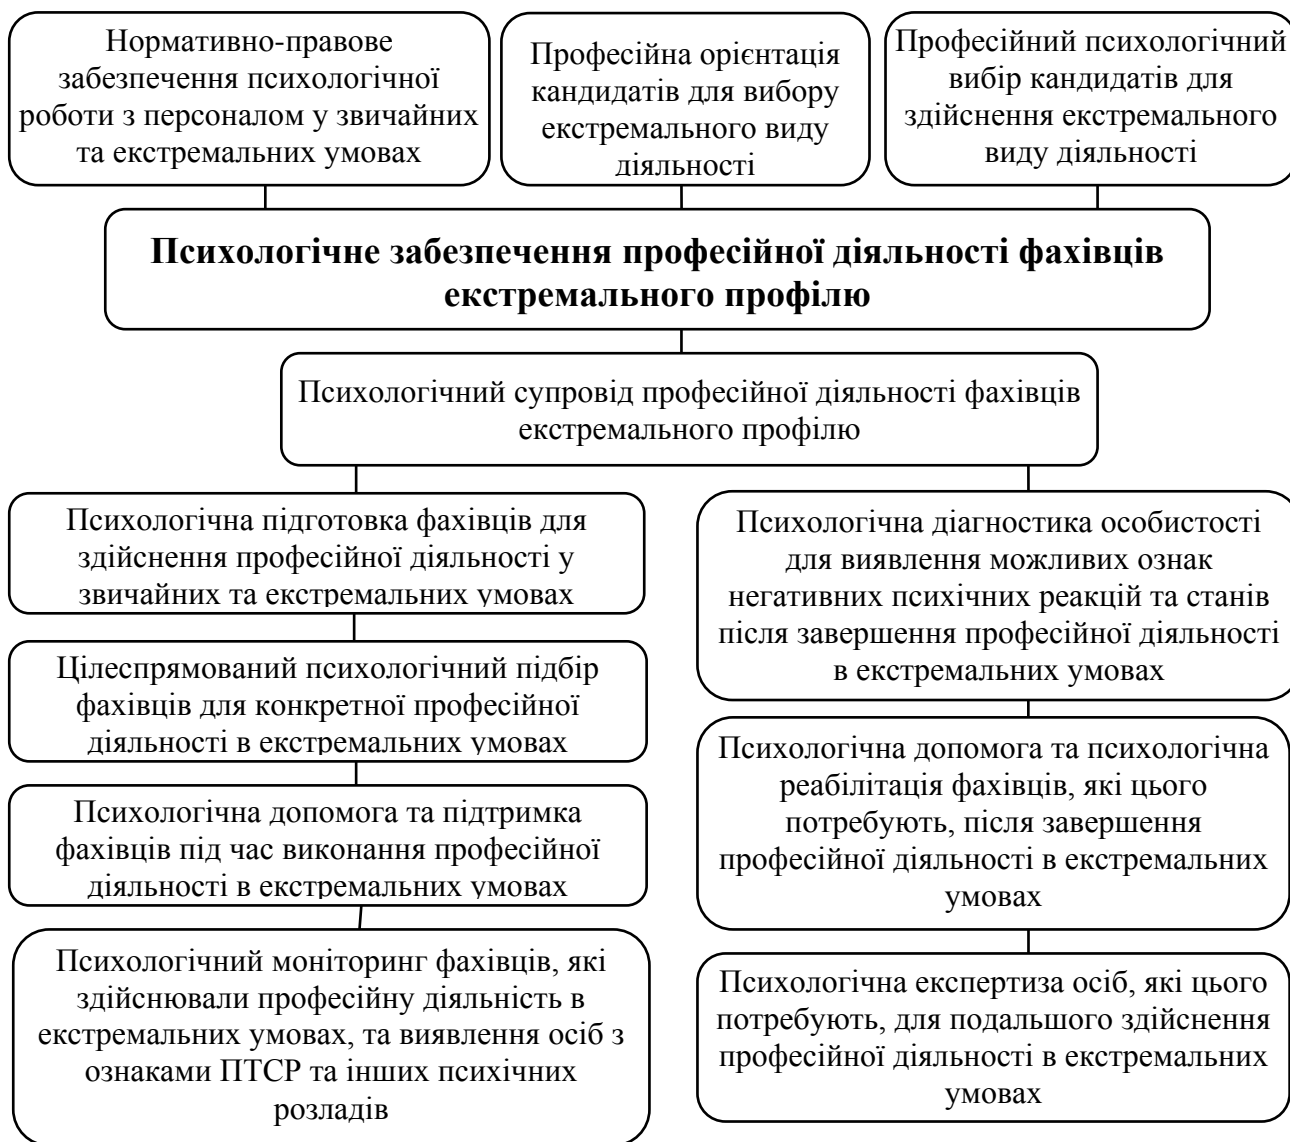 Нормативно-правове
забезпечення психологічної
роботи з персоналом у звичайних
та екстремальних умовах
Професійна орієнтація
кандидатів для вибору
екстремального виду
діяльності
Професійний психологічний
вибір кандидатів для
здійснення екстремального
виду діяльності
Психологічне забезпечення професійної діяльності фахівців
екстремального профілю
Психологічний супровід професійної діяльності фахівців
екстремального профілю
Психологічна підготовка фахівців для
здійснення професійної діяльності у
звичайних та екстремальних умовах
Цілеспрямований психологічний підбір
фахівців для конкретної професійної
діяльності в екстремальних умовах
Психологічна допомога та підтримка
фахівців під час виконання професійної
діяльності в екстремальних умовах
Психологічний моніторинг фахівців, які
здійснювали професійну діяльність в
екстремальних умовах, та виявлення осіб з
ознаками ПТСР та інших психічних
розладів
Психологічна діагностика особистості
для виявлення можливих ознак
негативних психічних реакцій та станів
після завершення професійної діяльності
в екстремальних умовах
Психологічна допомога та психологічна
реабілітація фахівців, які цього
потребують, після завершення
професійної діяльності в екстремальних
умовах
Психологічна експертиза осіб, які цього
потребують, для подальшого здійснення
професійної діяльності в екстремальних
умовах